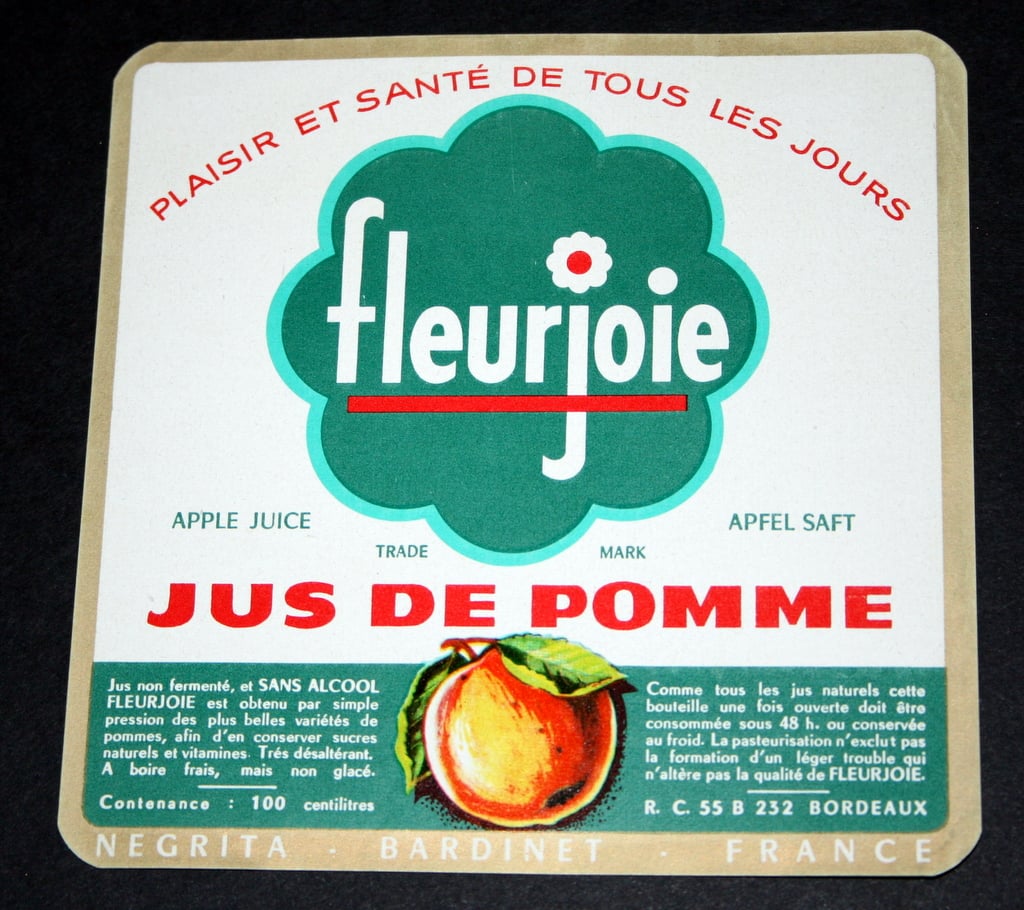 PLAISIR ET SANTÉ DE TOUS LES JOURS
fleurjoie
APPLE JUICE
APFEL SAFT
TRADE MARK
JUS DE POMME
Jus non fermenté, et SANS ALCOOL
FLEURJOIE est obtenu par simple
pression des plus belles variétés de
pommes, afin d'en conserver sucres
naturels et vitamines. Trés désaltérant.
A boire frais, mais non glacé.
Contenance : 100 centilitres
Comme tous les jus naturels cette
bouteille une fois ouverte doit être
consommée sous 48 h. ou conservée
au froid. La pasteurisation n'exclut pas
la formation d'un léger trouble qui
n'altère pas la qualité de FLEURJOIE.
R. C. 55 B 232 BORDEAUX
NEGRITA - BARDINET - FRANCE